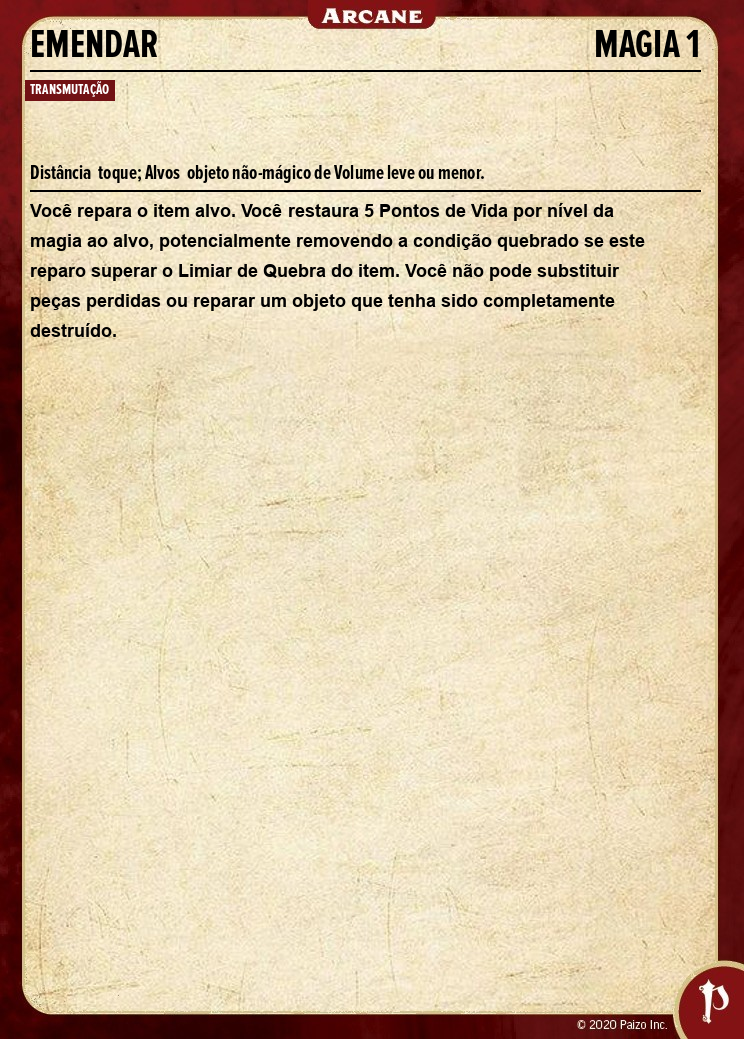 ARCANE
EMENDAR MAGIA 1
TRANSMUTAÇÃO
Distância toque; Alvos objeto não-mágico de Volume leve ou menor.
Você repara o item alvo. Você restaura 5 Pontos de Vida por nível da
magia ao alvo, potencialmente removendo a condição quebrado se este
reparo superar o Limiar de Quebra do item. Você não pode substituir
peças perdidas ou reparar um objeto que tenha sido completamente
destruído.
© 2020 Paizo Inc.
P